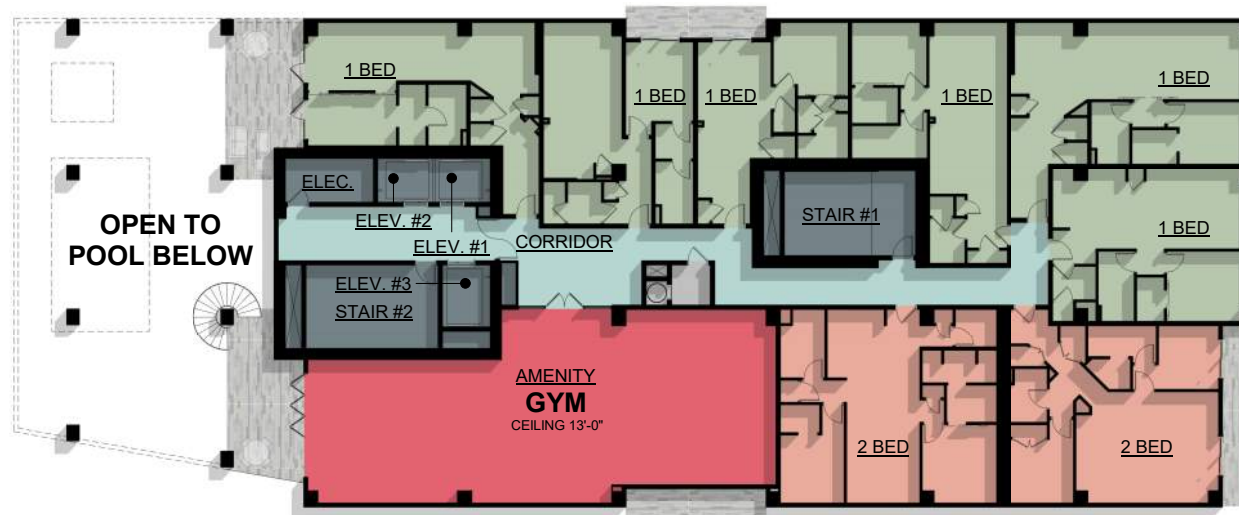 1 BED
1 BED
1 BED
1 BED
1 BED
ELEC.
ELEV. #2
ELEV. #1
CORRIDOR
STAIR #1
1 BED
OPEN TO
POOL BELOW
ELEV. #3
STAIR #2
AMENITY
GYM
CEILING 13'-0"
2 BED
2 BED